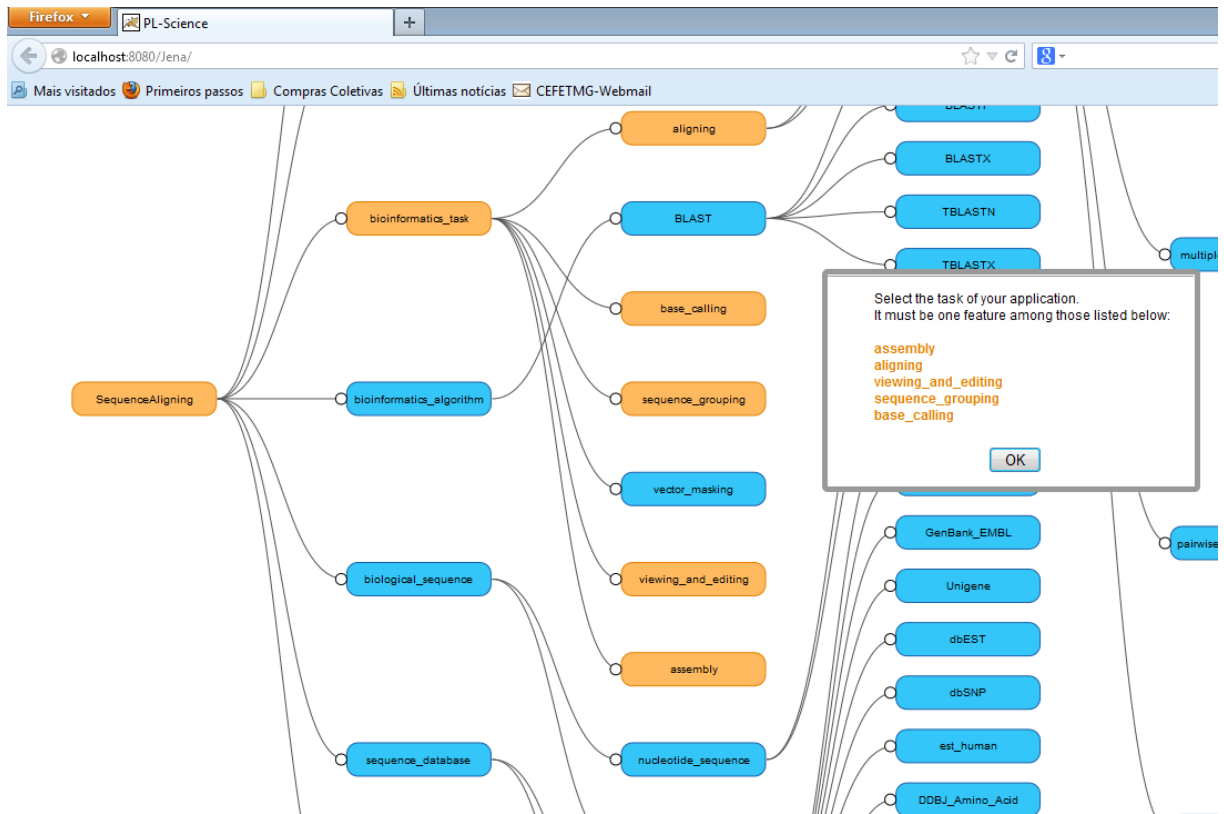 Firefox
PL-Science
+
localhost:8080/Jena/
8
Mais visitados Primeiros passos Compras Coletivas Últimas notícias CEFETMG-Webmail
aligning
BLASTX
bioinformatics_task
BLAST
TBLASTN
multiple
TBLASTX
base_calling
Select the task of your application.
It must be one feature among those listed below:
assembly
aligning
viewing_and_editing
sequence_grouping
base_calling
OK
SequenceAligning
bioinformatics_algorithm
sequence_grouping
vector_masking
GenBank_EMBL
pairwise
biological_sequence
viewing_and_editing
Unigene
dbEST
assembly
dbSNP
est_human
sequence_database
nucleotide_sequence
DDBJ_Amino_Acid